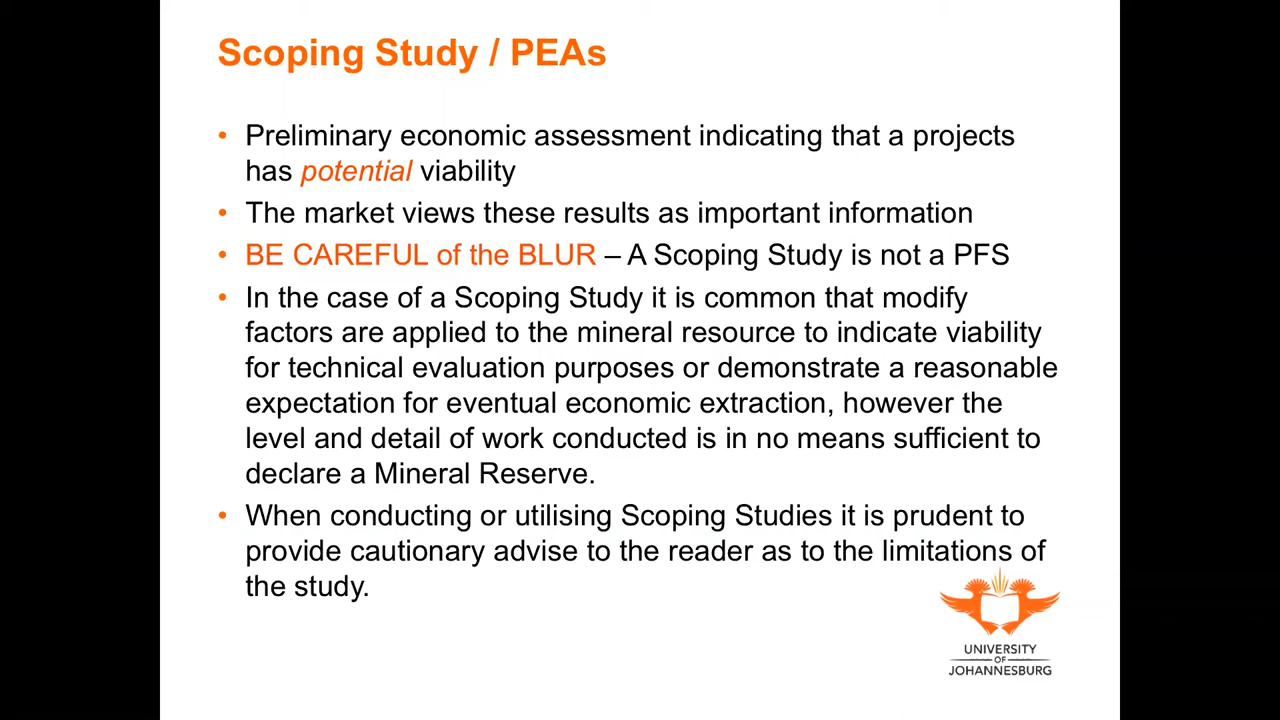 Scoping Study / PEAs
• Preliminary economic assessment indicating that a projects
has potential viability
• The market views these results as important information
• BE CAREFUL of the BLUR – A Scoping Study is not a PFS
• In the case of a Scoping Study it is common that modify
factors are applied to the mineral resource to indicate viability
for technical evaluation purposes or demonstrate a reasonable
expectation for eventual economic extraction, however the
level and detail of work conducted is in no means sufficient to
declare a Mineral Reserve.
• When conducting or utilising Scoping Studies it is prudent to
provide cautionary advise to the reader as to the limitations of
the study.
UNIVERSITY
OF
JOHANNESBURG